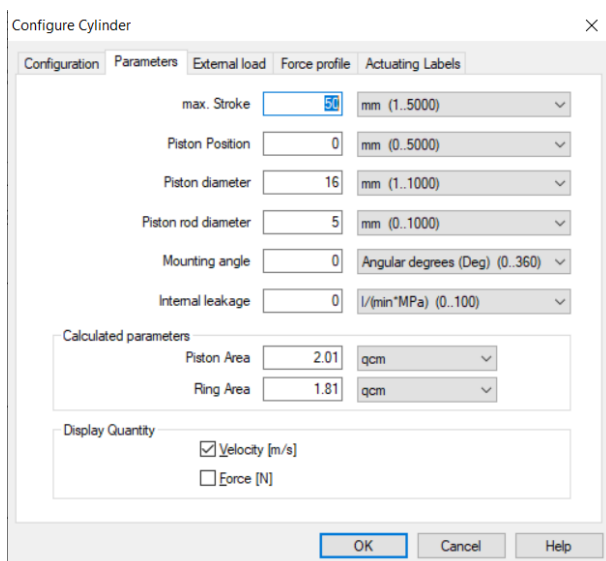 Configure Cylinder
Configuration Parameters External load Force profile Actuating Labels
max. Stroke 50 mm (1..5000)
Piston Position 0 mm (0..5000)
Piston diameter 16 mm (1..1000)
Piston rod diameter 5 mm (0..1000)
Mounting angle 0 Angular degrees (Deg) (0..360)
Internal leakage 0 l/(min*MPa) (0..100)
Calculated parameters
Piston Area 2.01 qcm
Ring Area 1.81 qcm
Display Quantity
Velocity [m/s]
Force [N]
OK Cancel Help